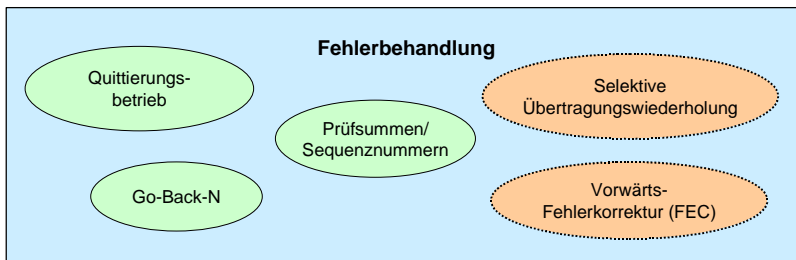 Fehlerbehandlung
Quittierungs-
betrieb
Selektive
Übertragungswiederholung
Prüfsummen/
Sequenznummern
Go-Back-N
Vorwärts-
Fehlerkorrektur (FEC)